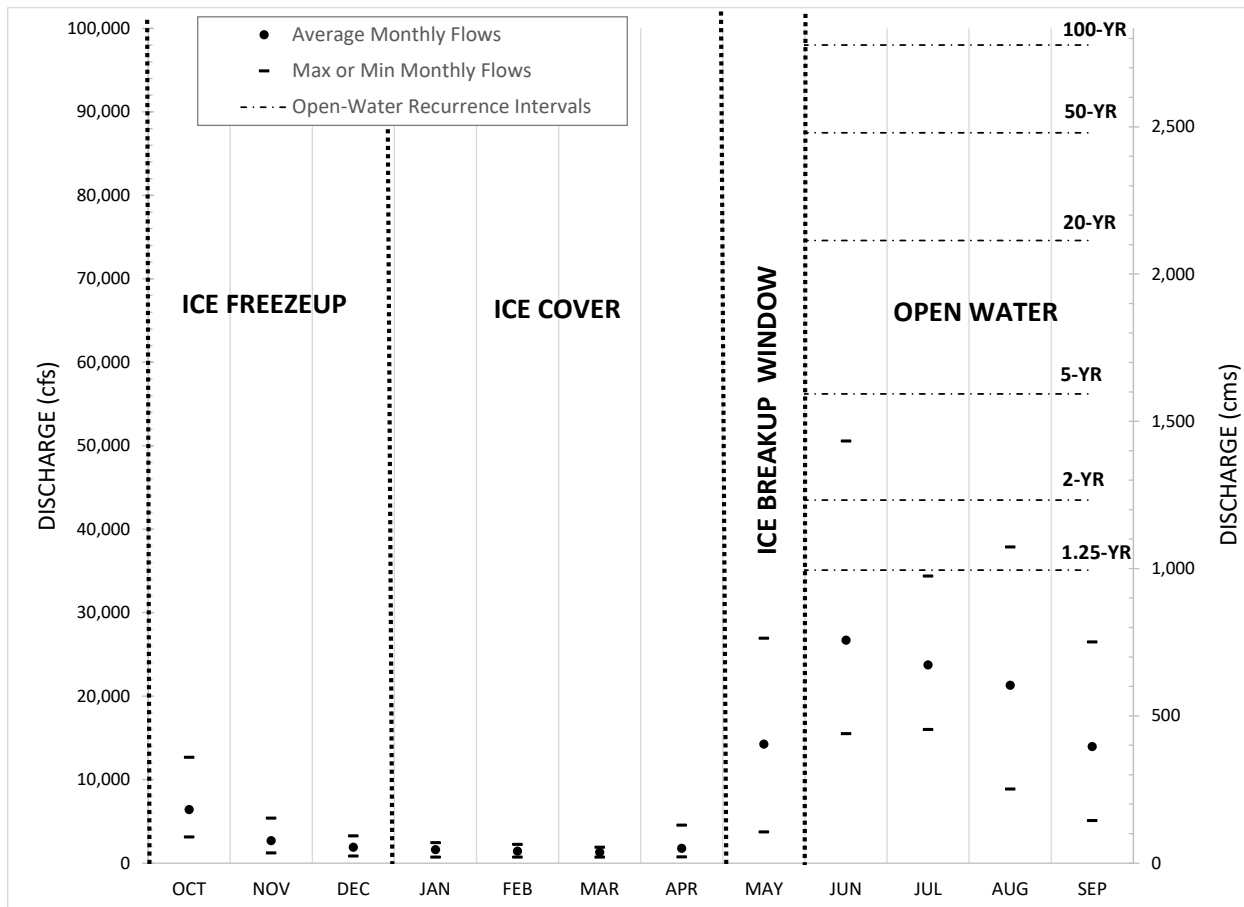 Average Monthly Flows
Max or Min Monthly Flows
Open-Water Recurrence Intervals
DISCHARGE (cfs)
100,000
90,000
80,000
70,000
60,000
50,000
40,000
30,000
20,000
10,000
0
ICE FREEZEUP
ICE COVER
ICE BREAKUP WINDOW
OPEN WATER
100-YR
50-YR
20-YR
5-YR
2-YR
1.25-YR
2,500
2,000
1,500
1,000
500
0
DISCHARGE (cms)
OCT NOV DEC JAN FEB MAR APR MAY JUN JUL AUG SEP